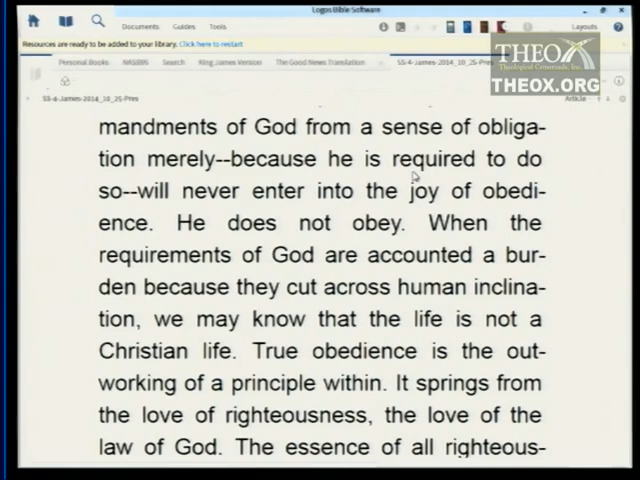 Logos Bible Software
Documents Guides Tools Layouts
Resources are ready to be added to your library. Click here to restart
Personal Books NASB95 Search King James Version The Good News Translation SS-4-James-2014_10_25-Pres
THEOX
Theological Crossroads, Inc.
THEOX.ORG
SS-4-James-2014_10_25-Pres Article
mandments of God from a sense of obliga-
tion merely--because he is required to do
so--will never enter into the joy of obedi-
ence. He does not obey. When the
requirements of God are accounted a bur-
den because they cut across human inclina-
tion, we may know that the life is not a
Christian life. True obedience is the out-
working of a principle within. It springs from
the love of righteousness, the love of the
law of God. The essence of all righteous-